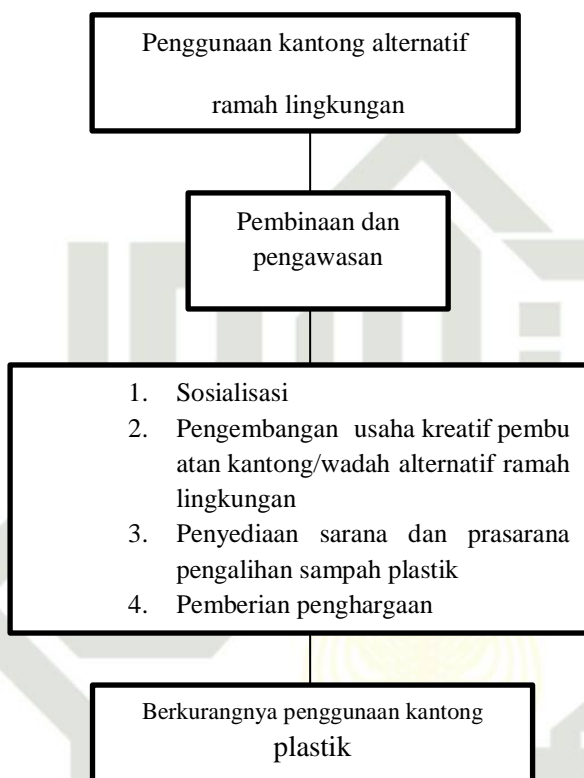 Penggunaan kantong alternatif
ramah lingkungan
Pembinaan dan
pengawasan
1. Sosialisasi
2. Pengembangan usaha kreatif pembu
atan kantong/wadah alternatif ramah
lingkungan
3. Penyediaan sarana dan prasarana
pengalihan sampah plastik
4. Pemberian penghargaan
Berkurangnya penggunaan kantong
plastik